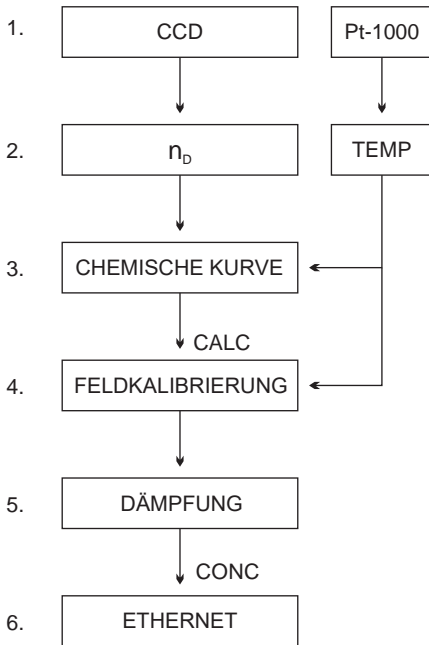 1. CCD Pt-1000
2. n_D TEMP
3. CHEMISCHE KURVE
CALC
4. FELDKALIBRIERUNG
5. DÄMPFUNG
CONC
6. ETHERNET